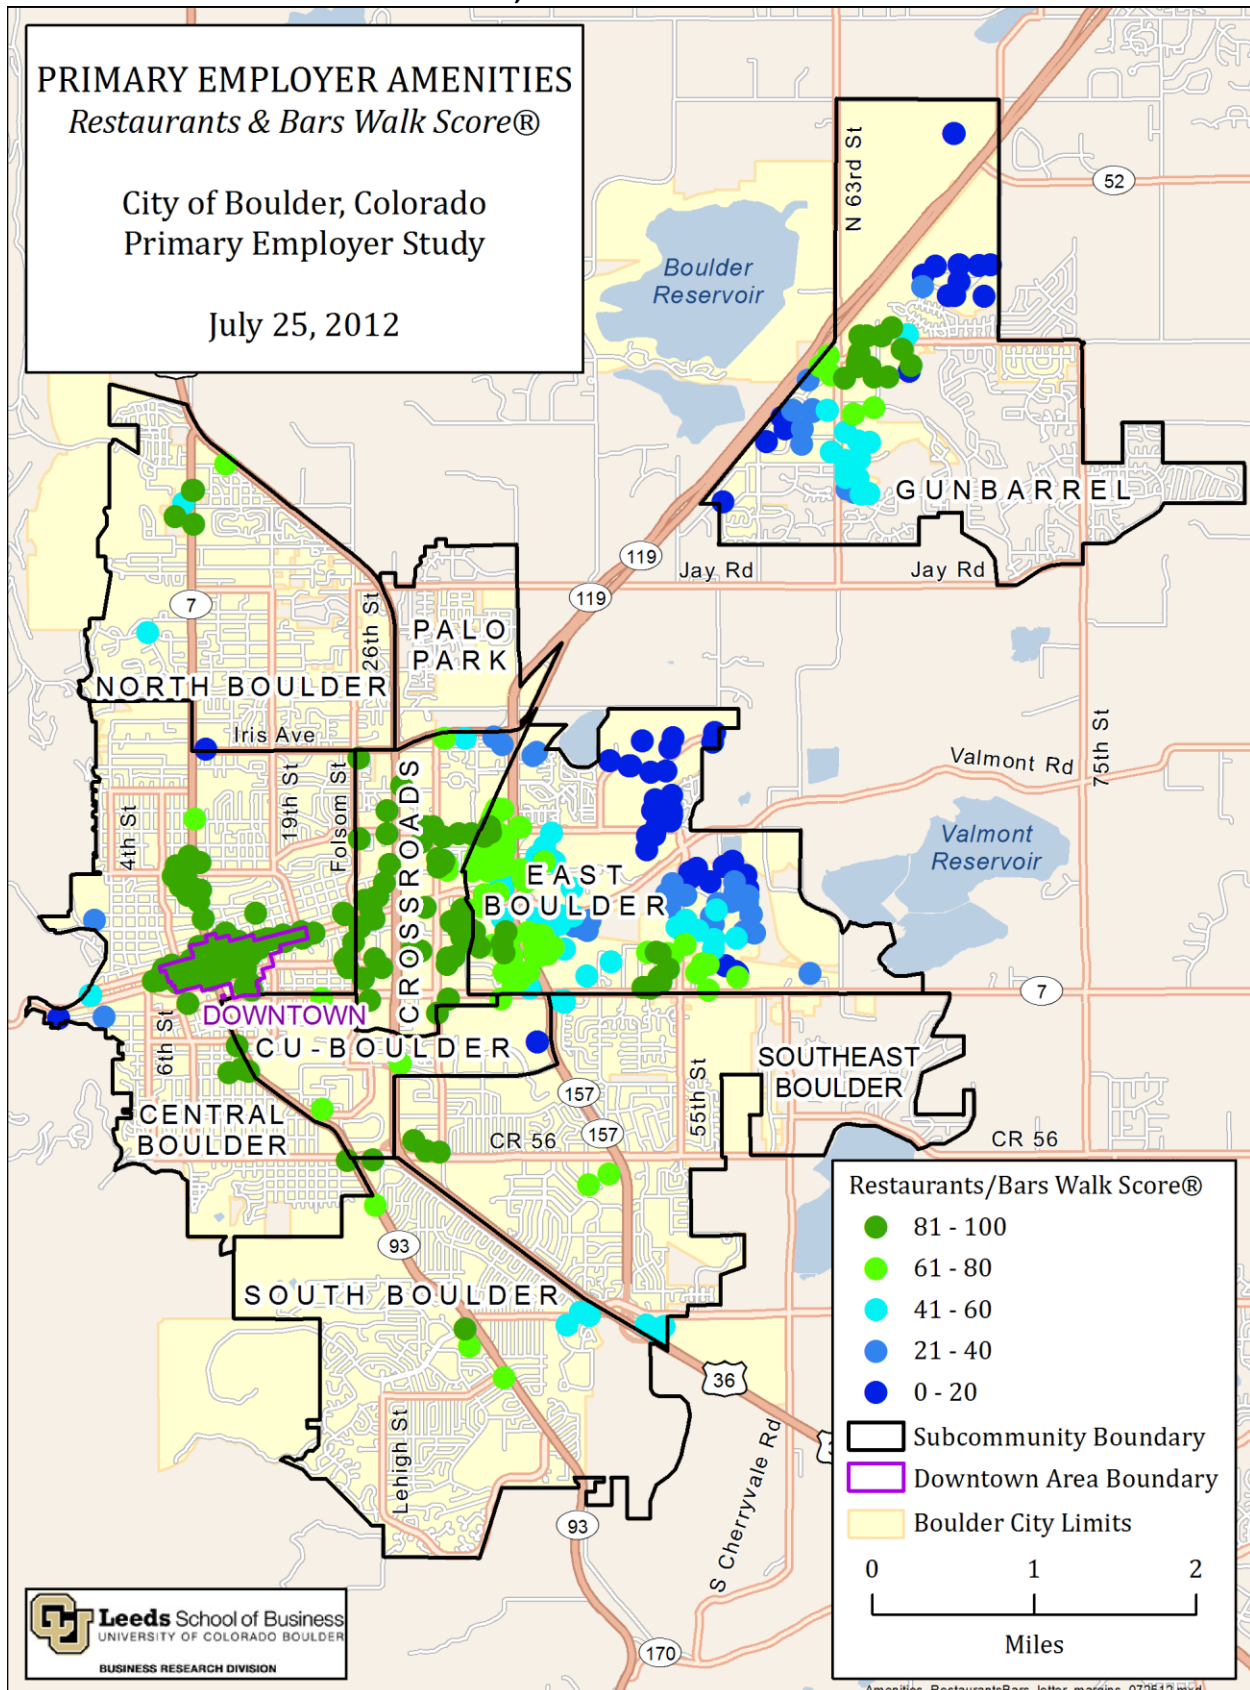 PRIMARY EMPLOYER AMENITIES
Restaurants & Bars Walk Score®
City of Boulder, Colorado
Primary Employer Study
July 25, 2012
52
N 63rd St
Boulder
Reservoir
GUNBARREL
119
Jay Rd
Jay Rd
119
7
26th St
PALO
PARK
NORTH BOULDER
Iris Ave
75th St
Valmont Rd
4th St
19th St
Folsom St
CROSSROADS
Valmont
Reservoir
EAST
BOULDER
7
DOWNTOWN
6th St
CU-BOULDER
SOUTHEAST
BOULDER
157
55th St
CENTRAL
BOULDER
157
CR 56
CR 56
93
SOUTH BOULDER
36
Lehigh St
93
S Cherryvale Rd
170
Restaurants/Bars Walk Score®
81 - 100
61 - 80
41 - 60
21 - 40
0 - 20
Subcommunity Boundary
Downtown Area Boundary
Boulder City Limits
0 1 2
Miles
CU Leeds School of Business
UNIVERSITY OF COLORADO BOULDER
BUSINESS RESEARCH DIVISION